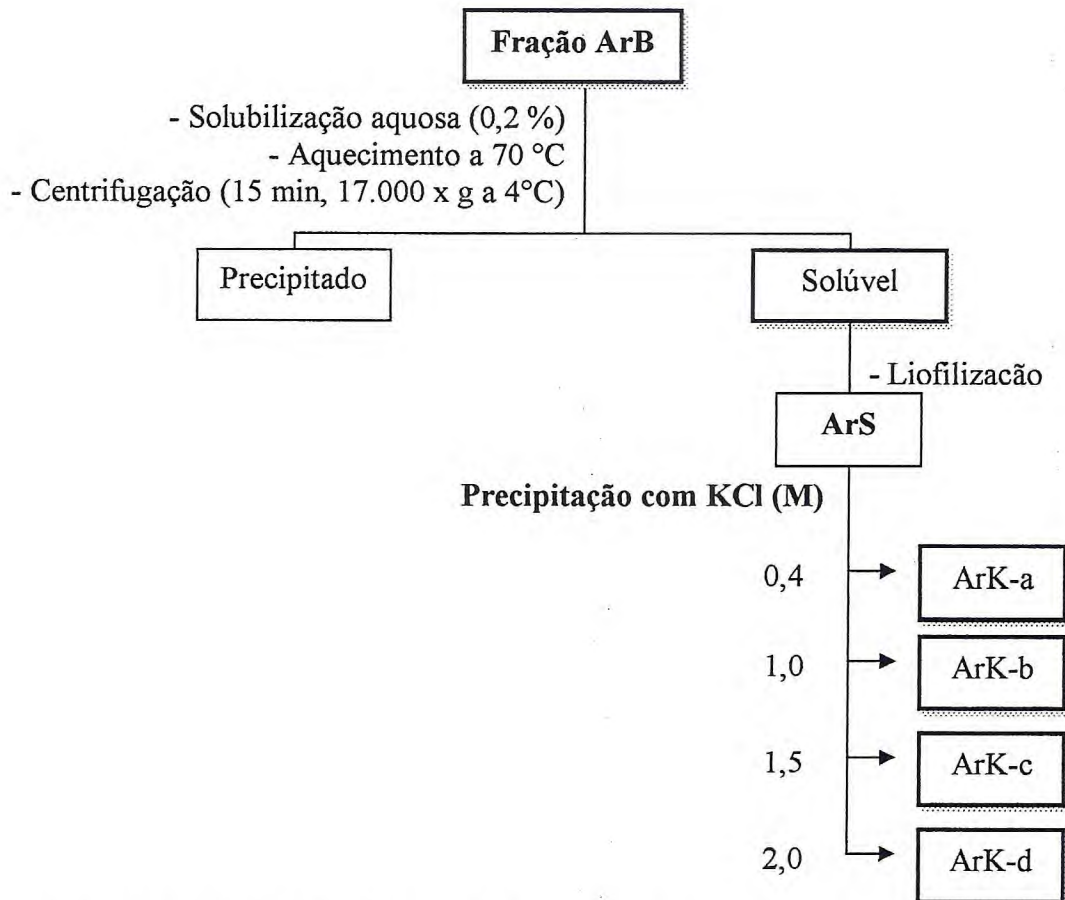 Fração ArB
- Solubilização aquosa (0,2 %)
- Aquecimento a 70 °C
- Centrifugação (15 min, 17.000 x g a 4°C)
Precipitado
Solúvel
- Liofilizacão
ArS
Precipitação com KCl (M)
0,4
ArK-a
1,0
ArK-b
1,5
ArK-c
2,0
ArK-d